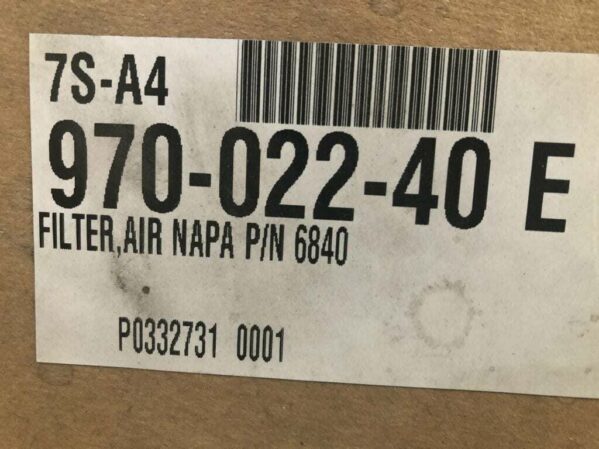 7S-A4
970-022-40 E
FILTER,AIR NAPA P/N 6840
P0332731 0001